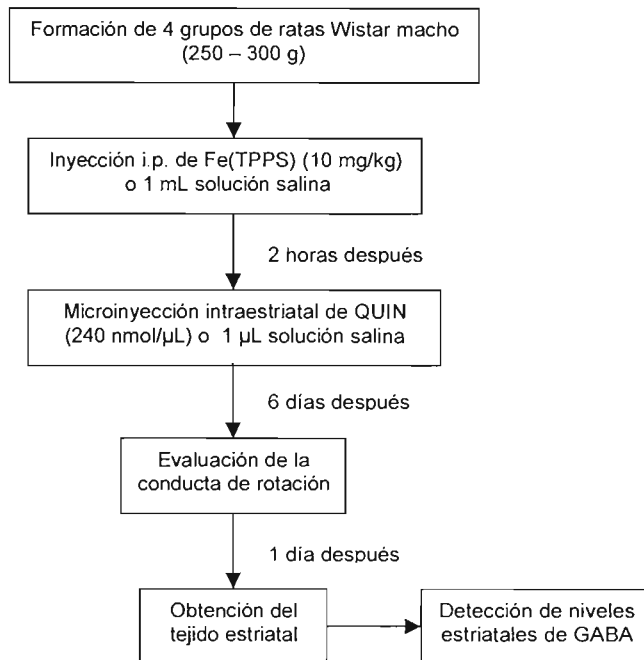 Formación de 4 grupos de ratas Wistar macho
(250 – 300 g)
Inyección i.p. de Fe(TPPS) (10 mg/kg)
o 1 mL solución salina
2 horas después
Microinyección intraestriatal de QUIN
(240 nmol/µL) o 1 µL solución salina
6 días después
Evaluación de la
conducta de rotación
1 día después
Obtención del
tejido estriatal
Detección de niveles
estriatales de GABA